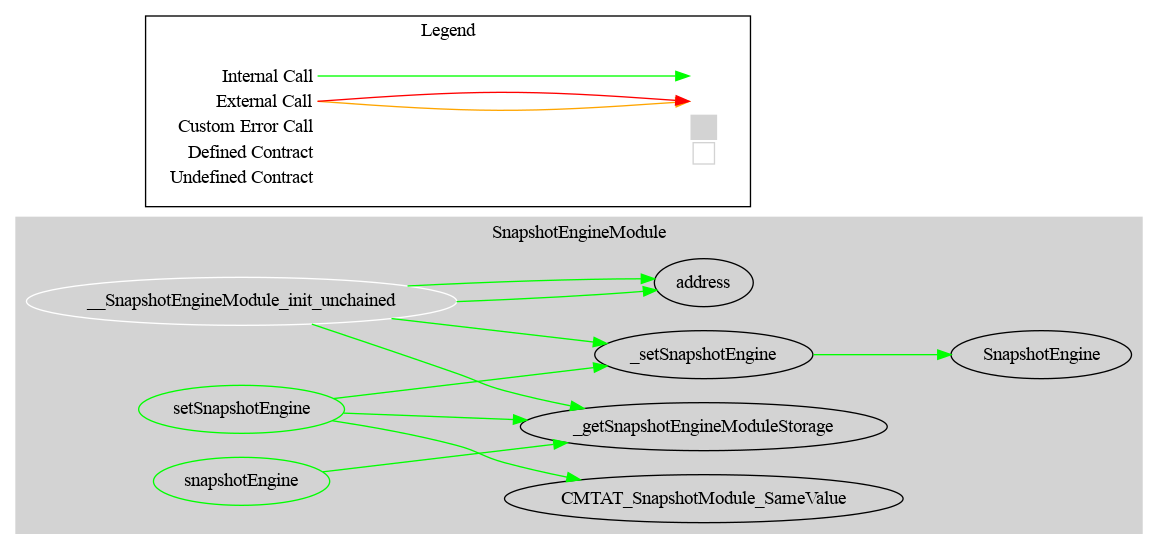 Legend
Internal Call
External Call
Custom Error Call
Defined Contract
Undefined Contract
SnapshotEngineModule
__SnapshotEngineModule_init_unchained
address
_setSnapshotEngine
SnapshotEngine
setSnapshotEngine
_getSnapshotEngineModuleStorage
snapshotEngine
CMTAT_SnapshotModule_SameValue